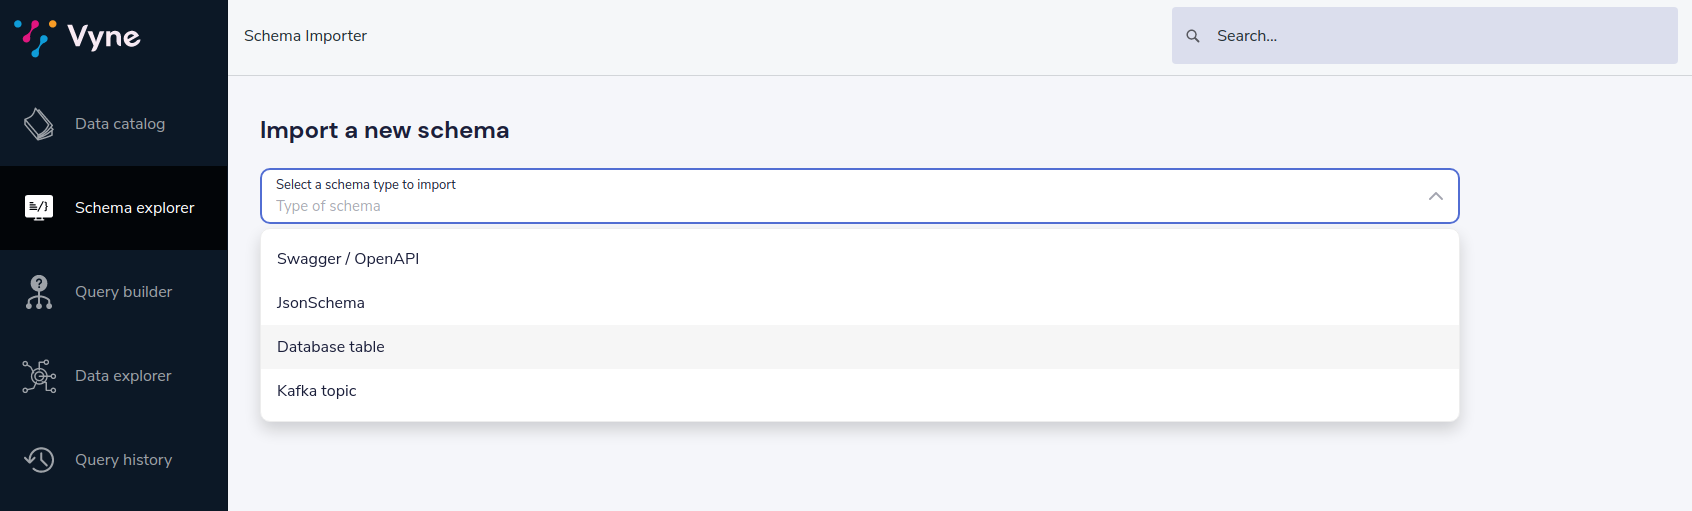 Vyne
Schema Importer
Search...
Data catalog
Schema explorer
Query builder
Data explorer
Query history
Import a new schema
Select a schema type to import
Type of schema
Swagger / OpenAPI
JsonSchema
Database table
Kafka topic